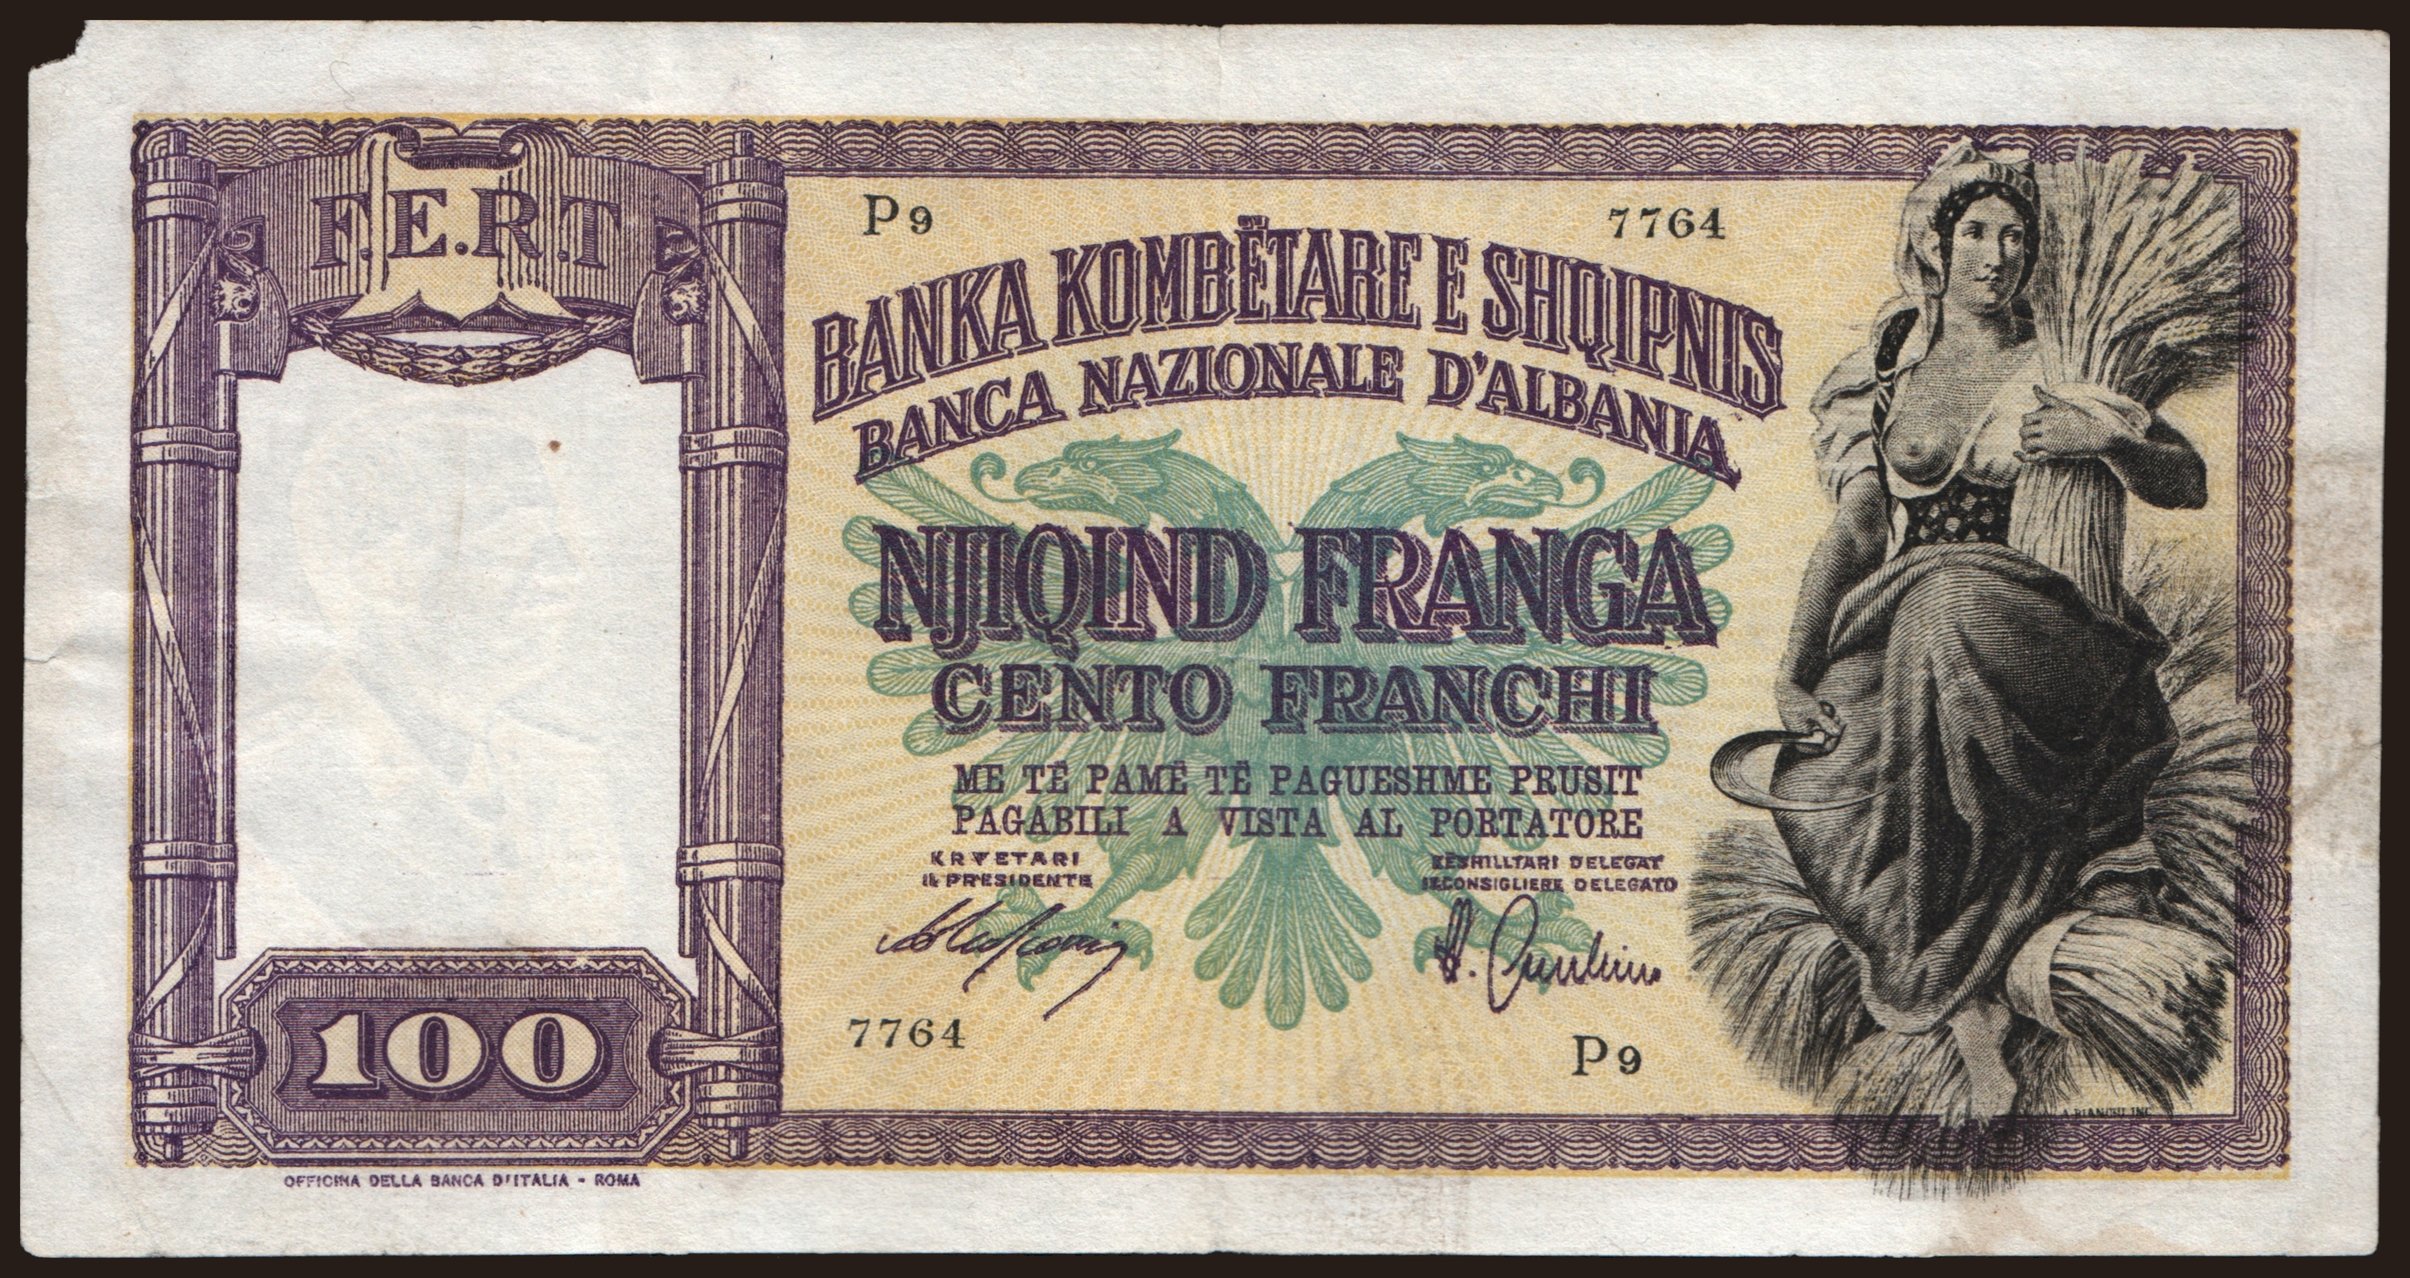 F.E.R.T
P9 7764
BANKA KOMBËTARE E SHQIPNIS
BANCA NAZIONALE D'ALBANIA
NJIQIND FRANGA
CENTO FRANCHI
ME TË PAMË TË PAGUESHME PRUSIT
PAGABILI A VISTA AL PORTATORE
KRYETARI
IL PRESIDENTE
KESHILLTARI DELEGAT
IL CONSIGLIERE DELEGATO
7764 P9
100
A. BIANCHI INC.
OFFICINA DELLA BANCA D'ITALIA - ROMA